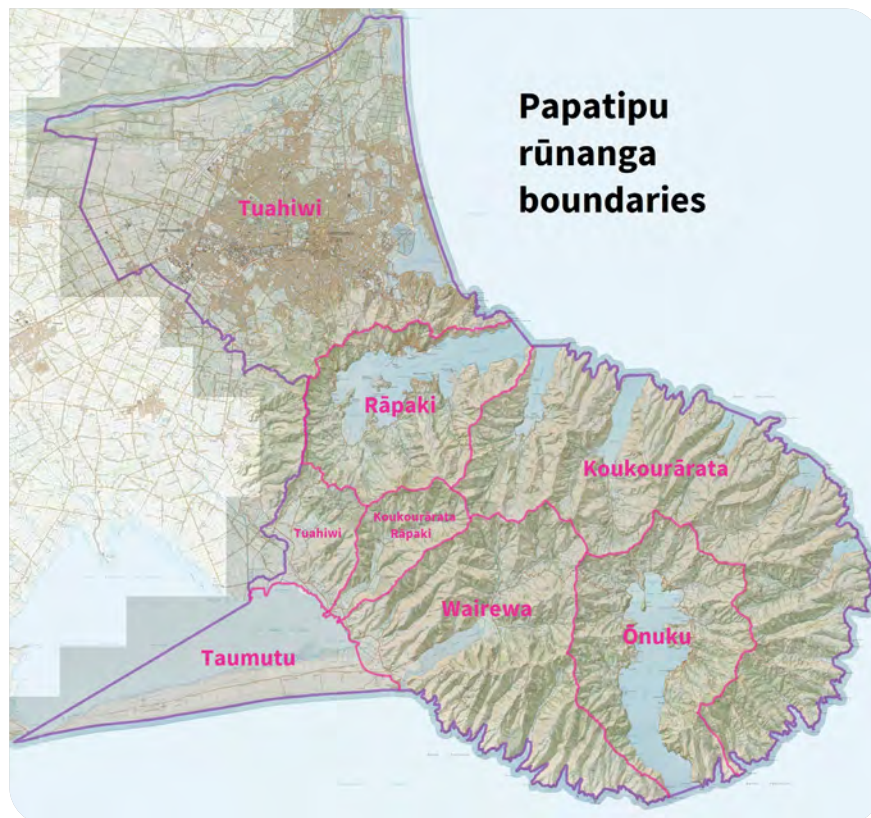 Papatipu
rūnanga
boundaries
Tuahiwi
Rāpaki
Koukourārata
Tuahiwi
Koukourārata
Rāpaki
Wairewa
Ōnuku
Taumutu